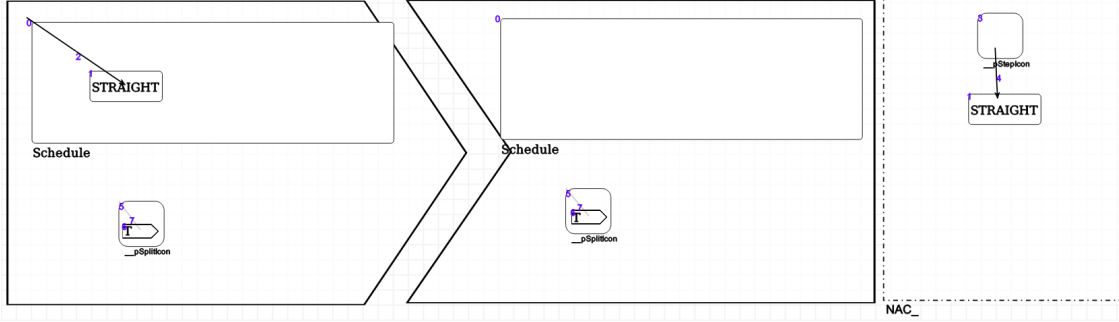 0
2
1
STRAIGHT
Schedule
5
7
T
__pSplitIcon
0
Schedule
5
7
T
__pSplitIcon
3
__pStepIcon
4
1
STRAIGHT
NAC_